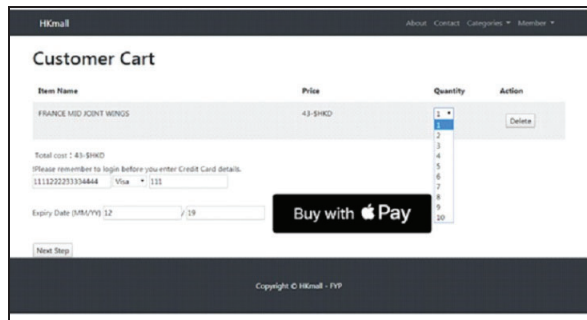 HKmall About Contact Categories Member
Customer Cart
Item Name Price Quantity Action
FRANCE MID JOINT WINGS 43-$HKD 1 Delete
1
2
3
4
5
6
7
8
9
10
Total cost : 43-$HKD
!Please remember to login before you enter Credit Card details.
1111222233334444 Visa 111
Expiry Date (MM/YY) 12 / 19
Buy with Pay
Next Step
Copyright © HKmall - FYP